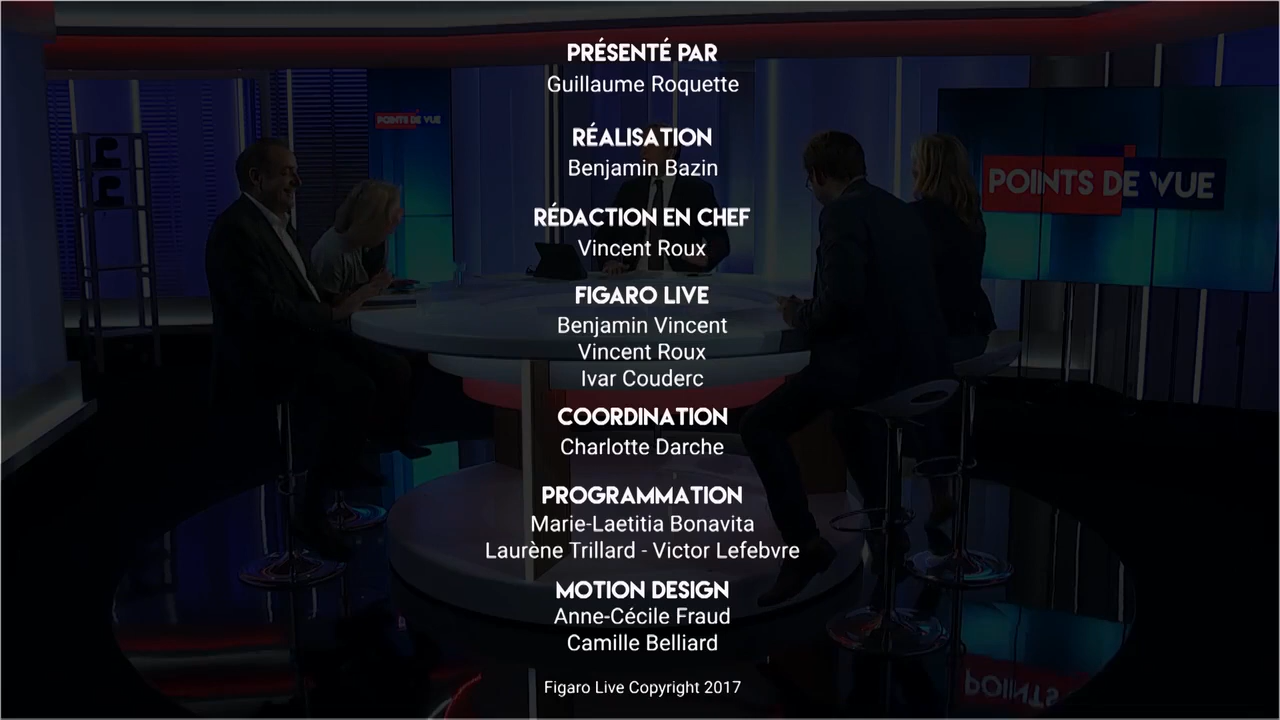 PRÉSENTÉ PAR
Guillaume Roquette
RÉALISATION
Benjamin Bazin
RÉDACTION EN CHEF
Vincent Roux
FIGARO LIVE
Benjamin Vincent
Vincent Roux
Ivar Couderc
COORDINATION
Charlotte Darche
PROGRAMMATION
Marie-Laetitia Bonavita
Laurène Trillard - Victor Lefebvre
MOTION DESIGN
Anne-Cécile Fraud
Camille Belliard
Figaro Live Copyright 2017
POINTS DE VUE
POINTS DE VUE
POINTS